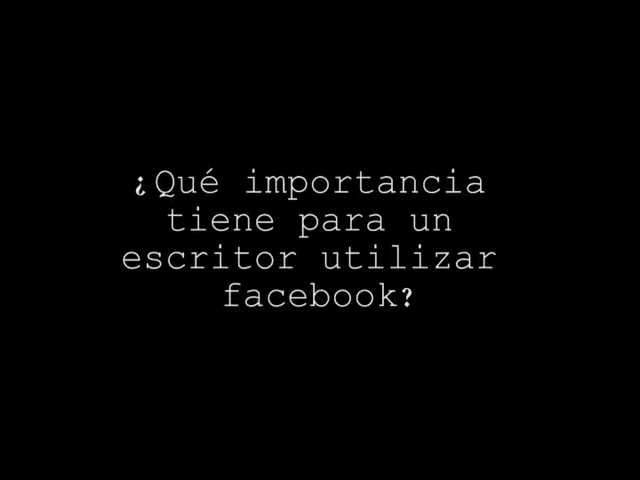 ¿Qué importancia
tiene para un
escritor utilizar
facebook?